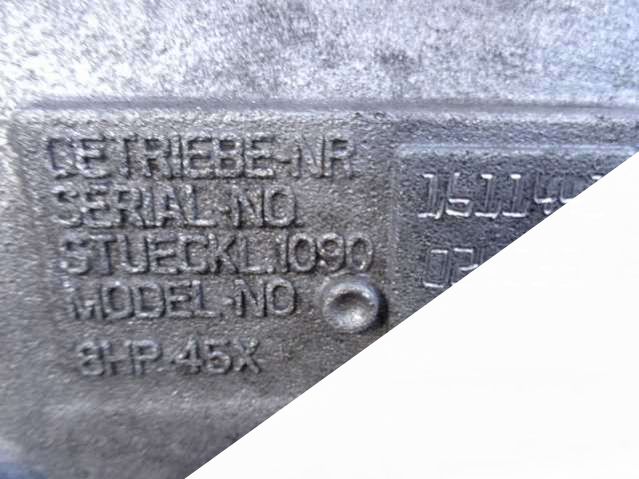 GETRIEBE-NR
SERIAL-NO.
STUECKL.1090
MODEL-NO
8HP-45X